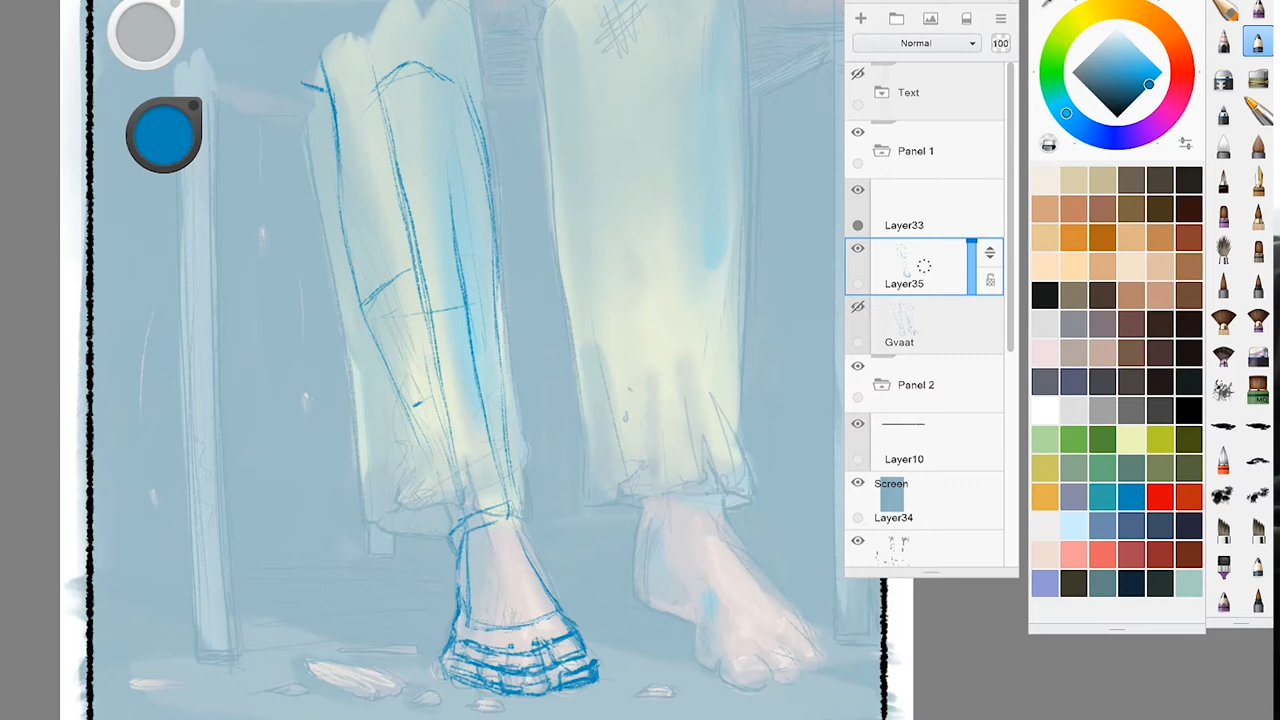 Normal
100
Text
Panel 1
Layer33
Layer35
Gvaat
Panel 2
Layer10
Screen
Layer34